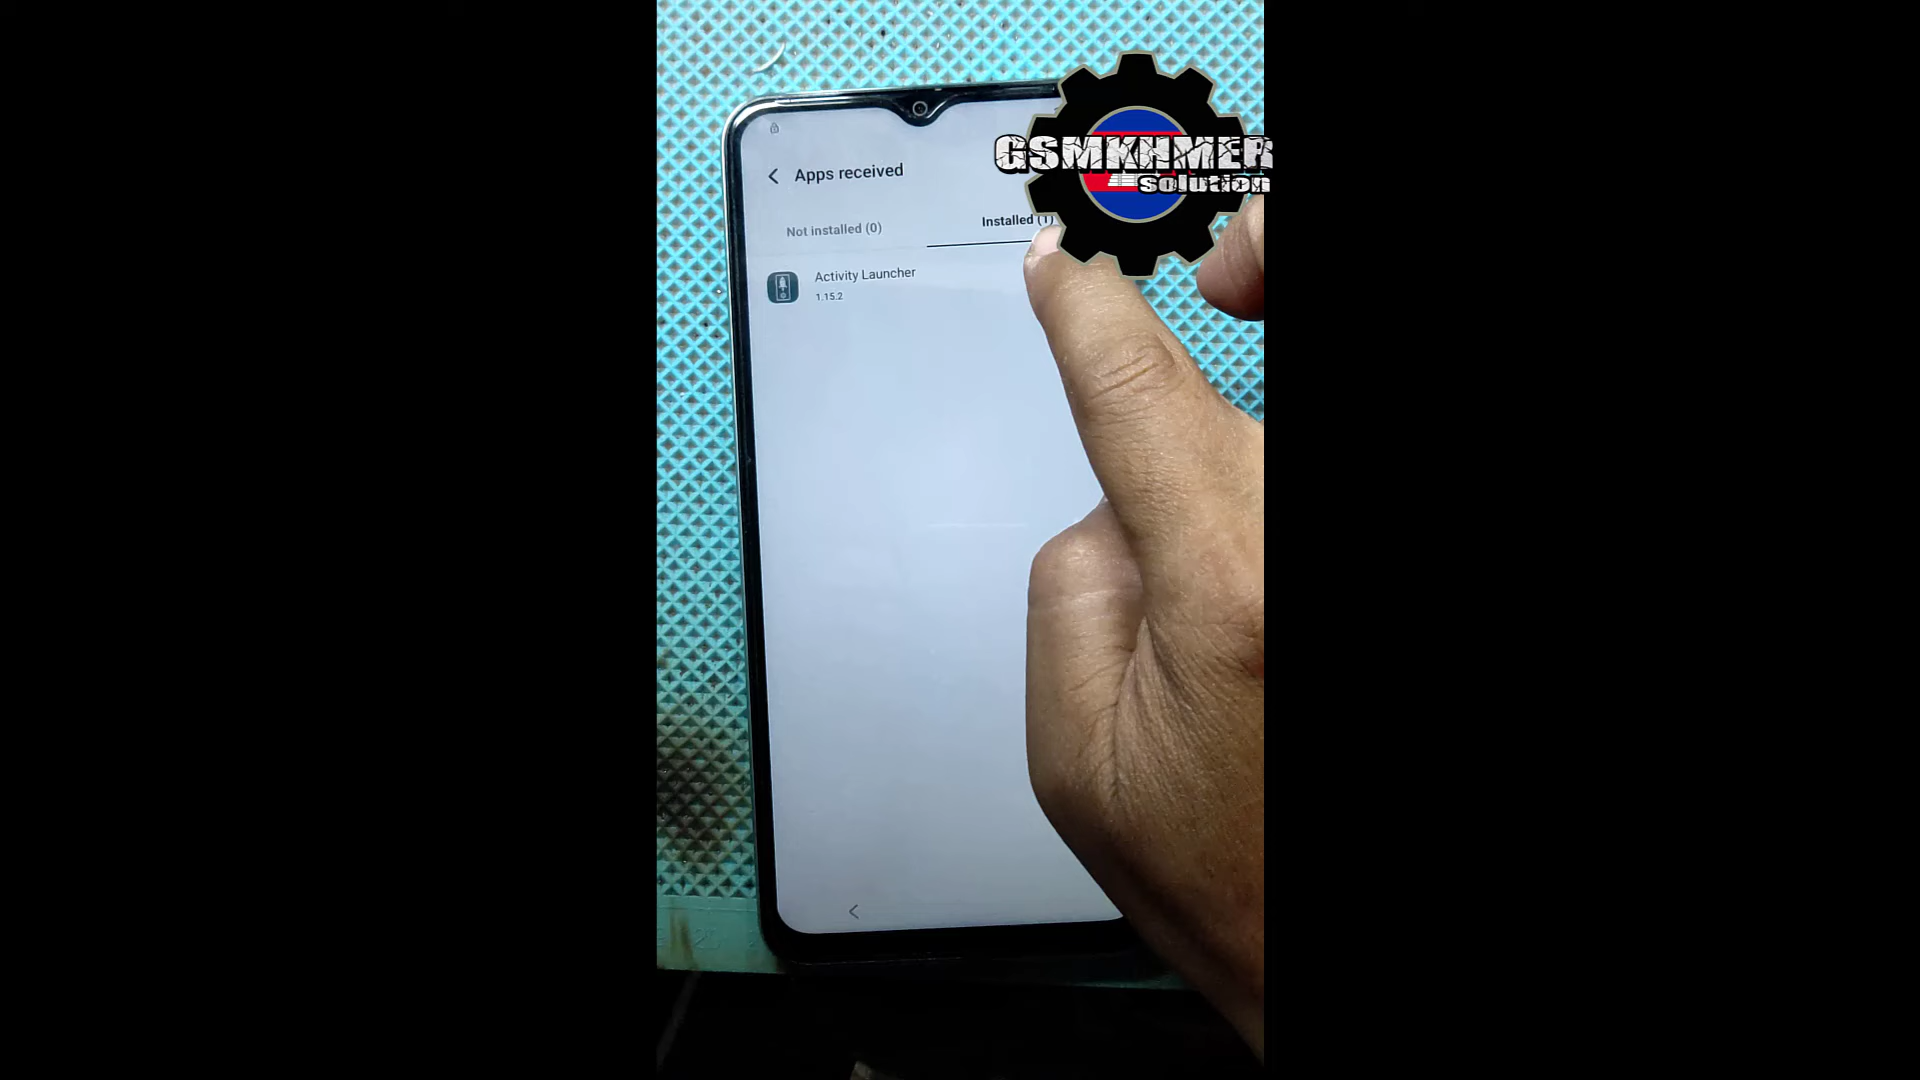 GSMKHMER
solution
Apps received
Not installed (0)
Installed (1)
Activity Launcher
1.15.2